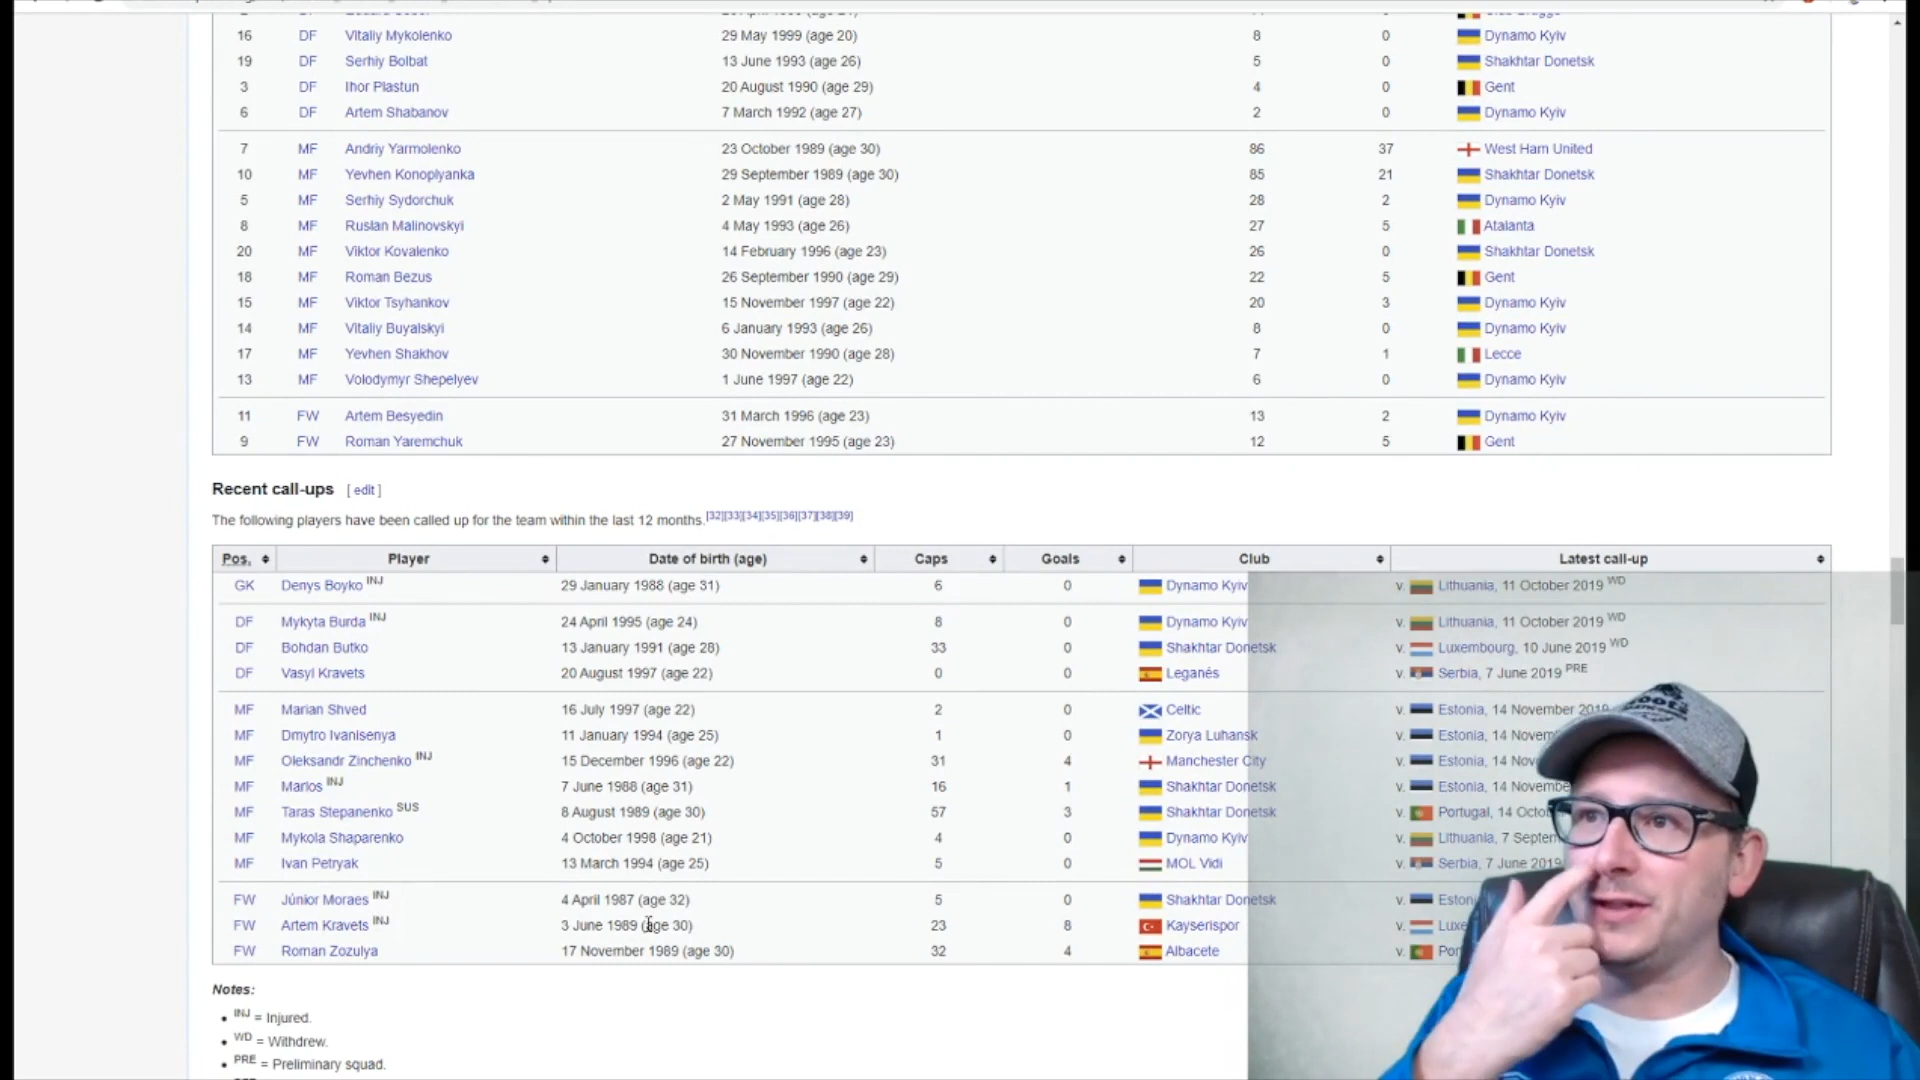 16 DF Vitaliy Mykolenko 29 May 1999 (age 20) 8 0 Dynamo Kyiv
19 DF Serhiy Bolbat 13 June 1993 (age 26) 5 0 Shakhtar Donetsk
3 DF Ihor Plastun 20 August 1990 (age 29) 4 0 Gent
6 DF Artem Shabanov 7 March 1992 (age 27) 2 0 Dynamo Kyiv
7 MF Andriy Yarmolenko 23 October 1989 (age 30) 86 37 West Ham United
10 MF Yevhen Konoplyanka 29 September 1989 (age 30) 85 21 Shakhtar Donetsk
5 MF Serhiy Sydorchuk 2 May 1991 (age 28) 28 2 Dynamo Kyiv
8 MF Ruslan Malinovskyi 4 May 1993 (age 26) 27 5 Atalanta
20 MF Viktor Kovalenko 14 February 1996 (age 23) 26 0 Shakhtar Donetsk
18 MF Roman Bezus 26 September 1990 (age 29) 22 5 Gent
15 MF Viktor Tsyhankov 15 November 1997 (age 22) 20 3 Dynamo Kyiv
14 MF Vitaliy Buyalskyi 6 January 1993 (age 26) 8 0 Dynamo Kyiv
17 MF Yevhen Shakhov 30 November 1990 (age 28) 7 1 Lecce
13 MF Volodymyr Shepelyev 1 June 1997 (age 22) 6 0 Dynamo Kyiv
11 FW Artem Besyedin 31 March 1996 (age 23) 13 2 Dynamo Kyiv
9 FW Roman Yaremchuk 27 November 1995 (age 23) 12 5 Gent
Recent call-ups [ edit ]
The following players have been called up for the team within the last 12 months.[32][33][34][35][36][37][38][39]
Pos. Player Date of birth (age) Caps Goals Club Latest call-up
GK Denys Boyko INJ 29 January 1988 (age 31) 6 0 Dynamo Kyiv v. Lithuania, 11 October 2019 WD
DF Mykyta Burda INJ 24 April 1995 (age 24) 8 0 Dynamo Kyiv v. Lithuania, 11 October 2019 WD
DF Bohdan Butko 13 January 1991 (age 28) 33 0 Shakhtar Donetsk v. Luxembourg, 10 June 2019 WD
DF Vasyl Kravets 20 August 1997 (age 22) 0 0 Leganés v. Serbia, 7 June 2019 PRE
MF Marian Shved 16 July 1997 (age 22) 2 0 Celtic v. Estonia, 14 November 2019
MF Dmytro Ivanisenya 11 January 1994 (age 25) 1 0 Zorya Luhansk v. Estonia, 14 Novem
MF Oleksandr Zinchenko INJ 15 December 1996 (age 22) 31 4 Manchester City v. Estonia, 14 Nov
MF Marlos INJ 7 June 1988 (age 31) 16 1 Shakhtar Donetsk v. Estonia, 14 Novembe
MF Taras Stepanenko SUS 8 August 1989 (age 30) 57 3 Shakhtar Donetsk v. Portugal, 14 Octo
MF Mykola Shaparenko 4 October 1998 (age 21) 4 0 Dynamo Kyiv v. Lithuania, 7 Septem
MF Ivan Petryak 13 March 1994 (age 25) 5 0 MOL Vidi v. Serbia, 7 June 2019
FW Júnior Moraes INJ 4 April 1987 (age 32) 5 0 Shakhtar Donetsk v. Eston
FW Artem Kravets INJ 3 June 1989 (age 30) 23 8 Kayserispor v. Luxe
FW Roman Zozulya 17 November 1989 (age 30) 32 4 Albacete v. Por
Notes:
• INJ = Injured.
• WD = Withdrew.
• PRE = Preliminary squad.